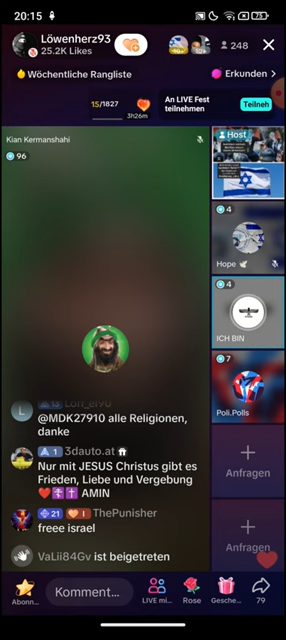 20:15
75
Löwenherz93
25.2K Likes
248
Wöchentliche Rangliste
Erkunden >
15/1827
3h26m
An LIVE Fest
teilnehmen
Teilneh
Kian Kermanshahi
96
Host
4
Hope
4
ICH BIN
7
Poli.Polls
Anfragen
Anfragen
L
@MDK27910 alle Religionen,
danke
1 3dauto.at
Nur mit JESUS Christus gibt es
Frieden, Liebe und Vergebung
❤️✝️ AMIN
21 I ThePunisher
freee israel
VaLii84Gv ist beigetreten
Abonn...
Komment...
LIVE mi...
Rose
Gesche...
79